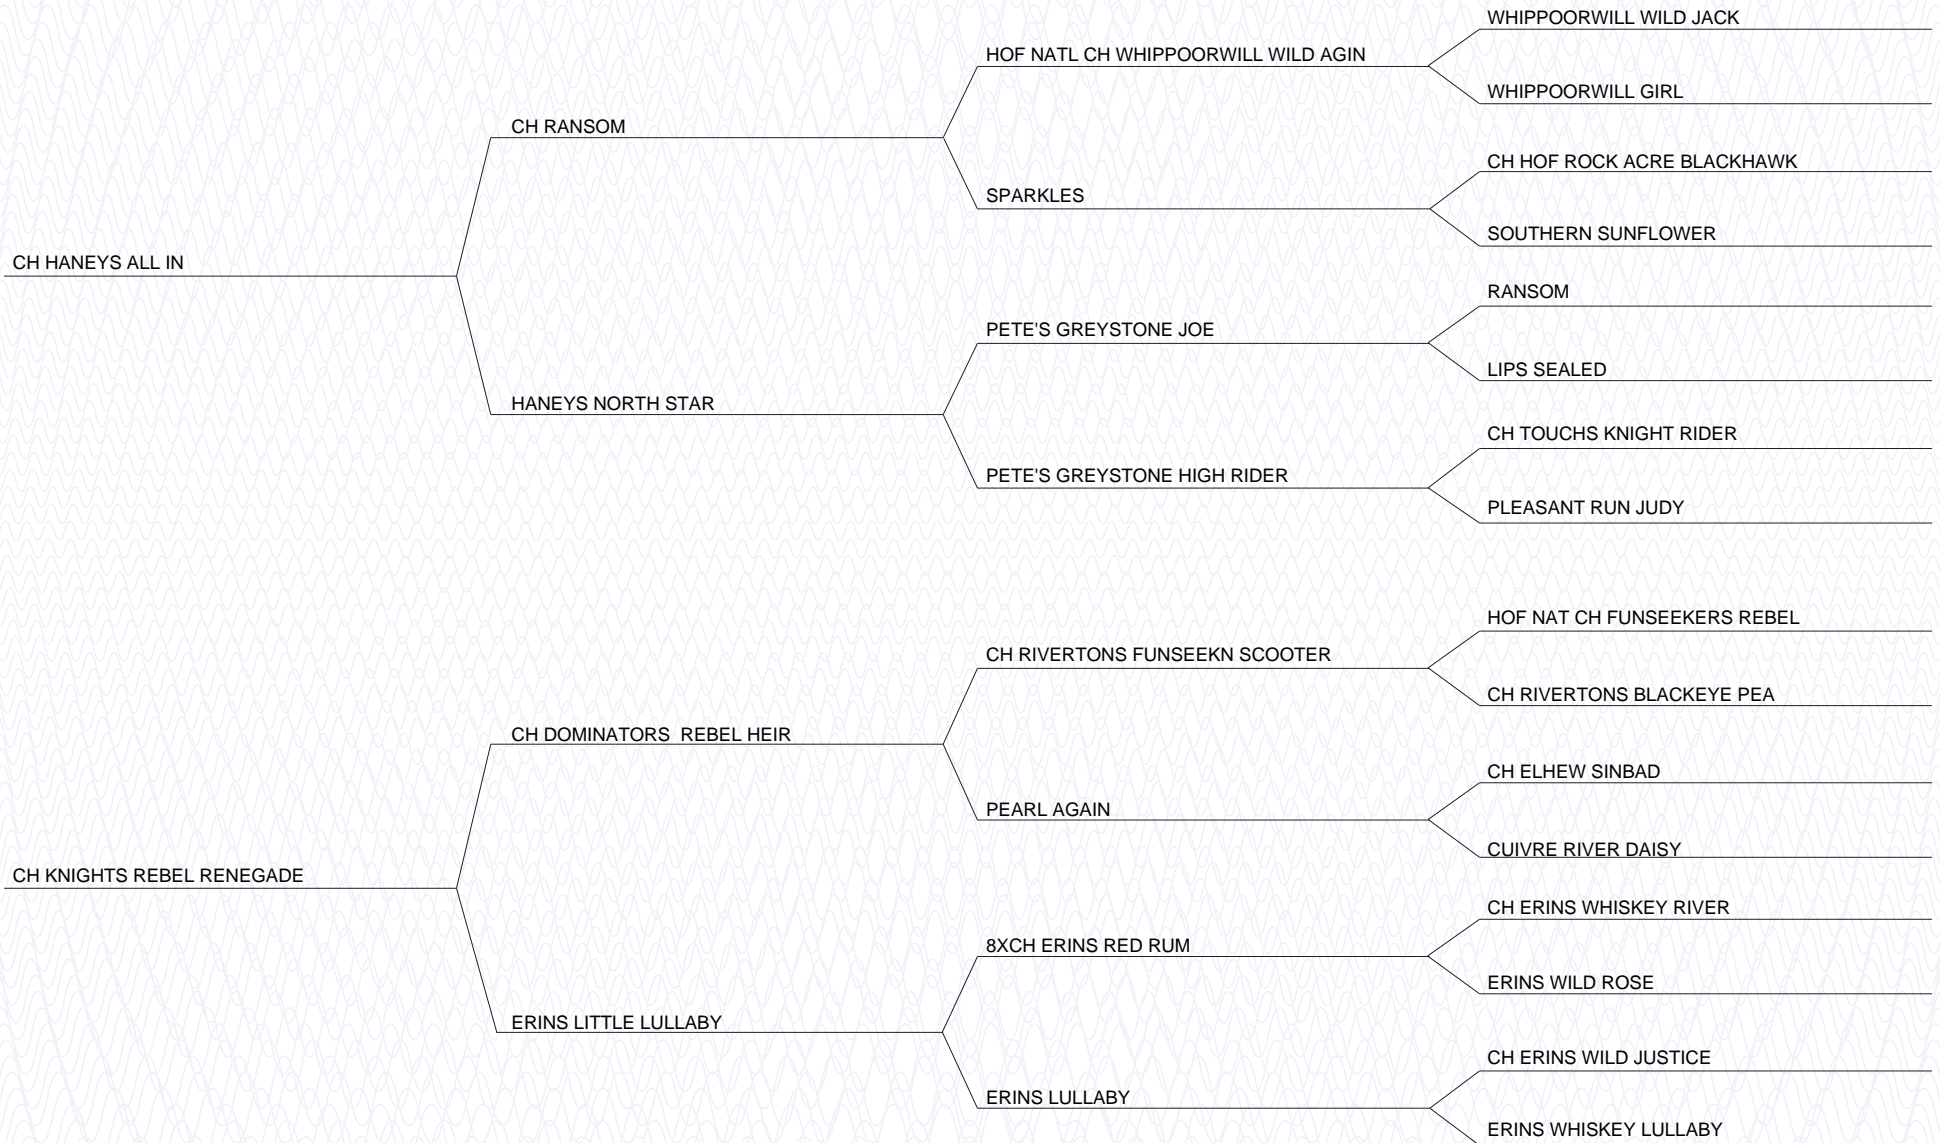 WHIPPOORWILL WILD JACK
HOF NATL CH WHIPPOORWILL WILD AGIN
WHIPPOORWILL GIRL
CH RANSOM
CH HOF ROCK ACRE BLACKHAWK
SPARKLES
SOUTHERN SUNFLOWER
CH HANEYS ALL IN
RANSOM
PETE'S GREYSTONE JOE
LIPS SEALED
HANEYS NORTH STAR
CH TOUCHS KNIGHT RIDER
PETE'S GREYSTONE HIGH RIDER
PLEASANT RUN JUDY
HOF NAT CH FUNSEEKERS REBEL
CH RIVERTONS FUNSEEKN SCOOTER
CH RIVERTONS BLACKEYE PEA
CH DOMINATORS  REBEL HEIR
CH ELHEW SINBAD
PEARL AGAIN
CUIVRE RIVER DAISY
CH KNIGHTS REBEL RENEGADE
CH ERINS WHISKEY RIVER
8XCH ERINS RED RUM
ERINS WILD ROSE
ERINS LITTLE LULLABY
CH ERINS WILD JUSTICE
ERINS LULLABY
ERINS WHISKEY LULLABY